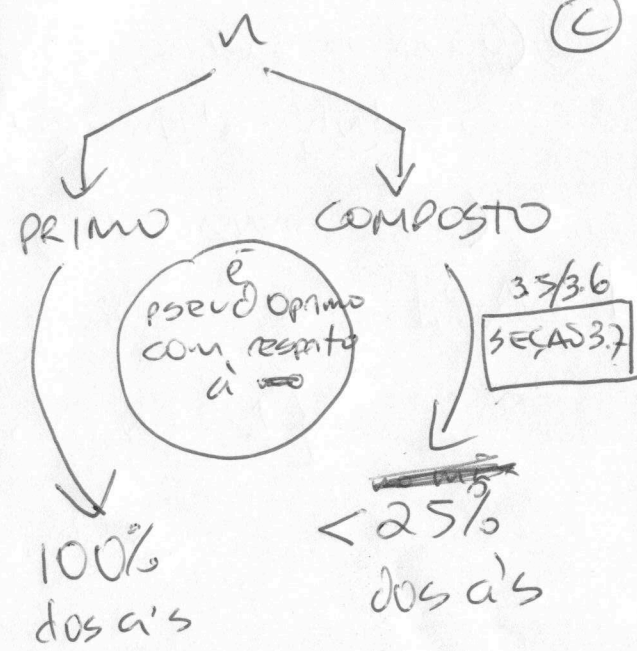 C
n
PRIMO
COMPOSTO
é
pseudoprimo
com respeito
à
3.5/3.6
SEÇÃO 3.7
100%
dos a's
< 25%
dos a's